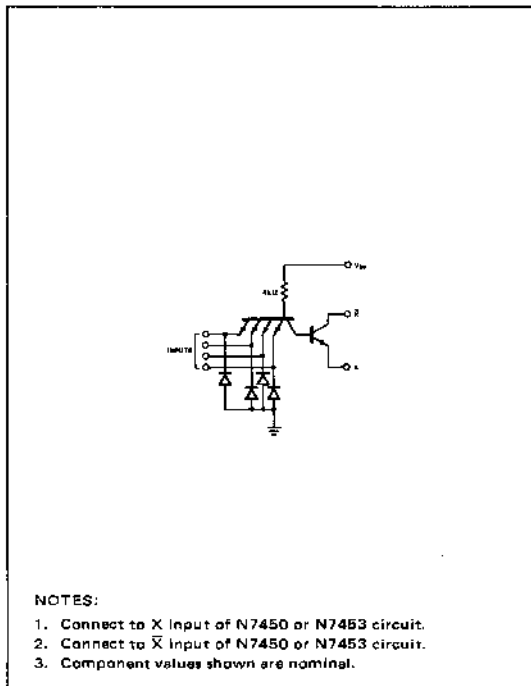 4kΩ
X̄
INPUTS
NOTES:
1. Connect to X input of N7450 or N7453 circuit.
2. Connect to X̄ input of N7450 or N7453 circuit.
3. Component values shown are nominal.